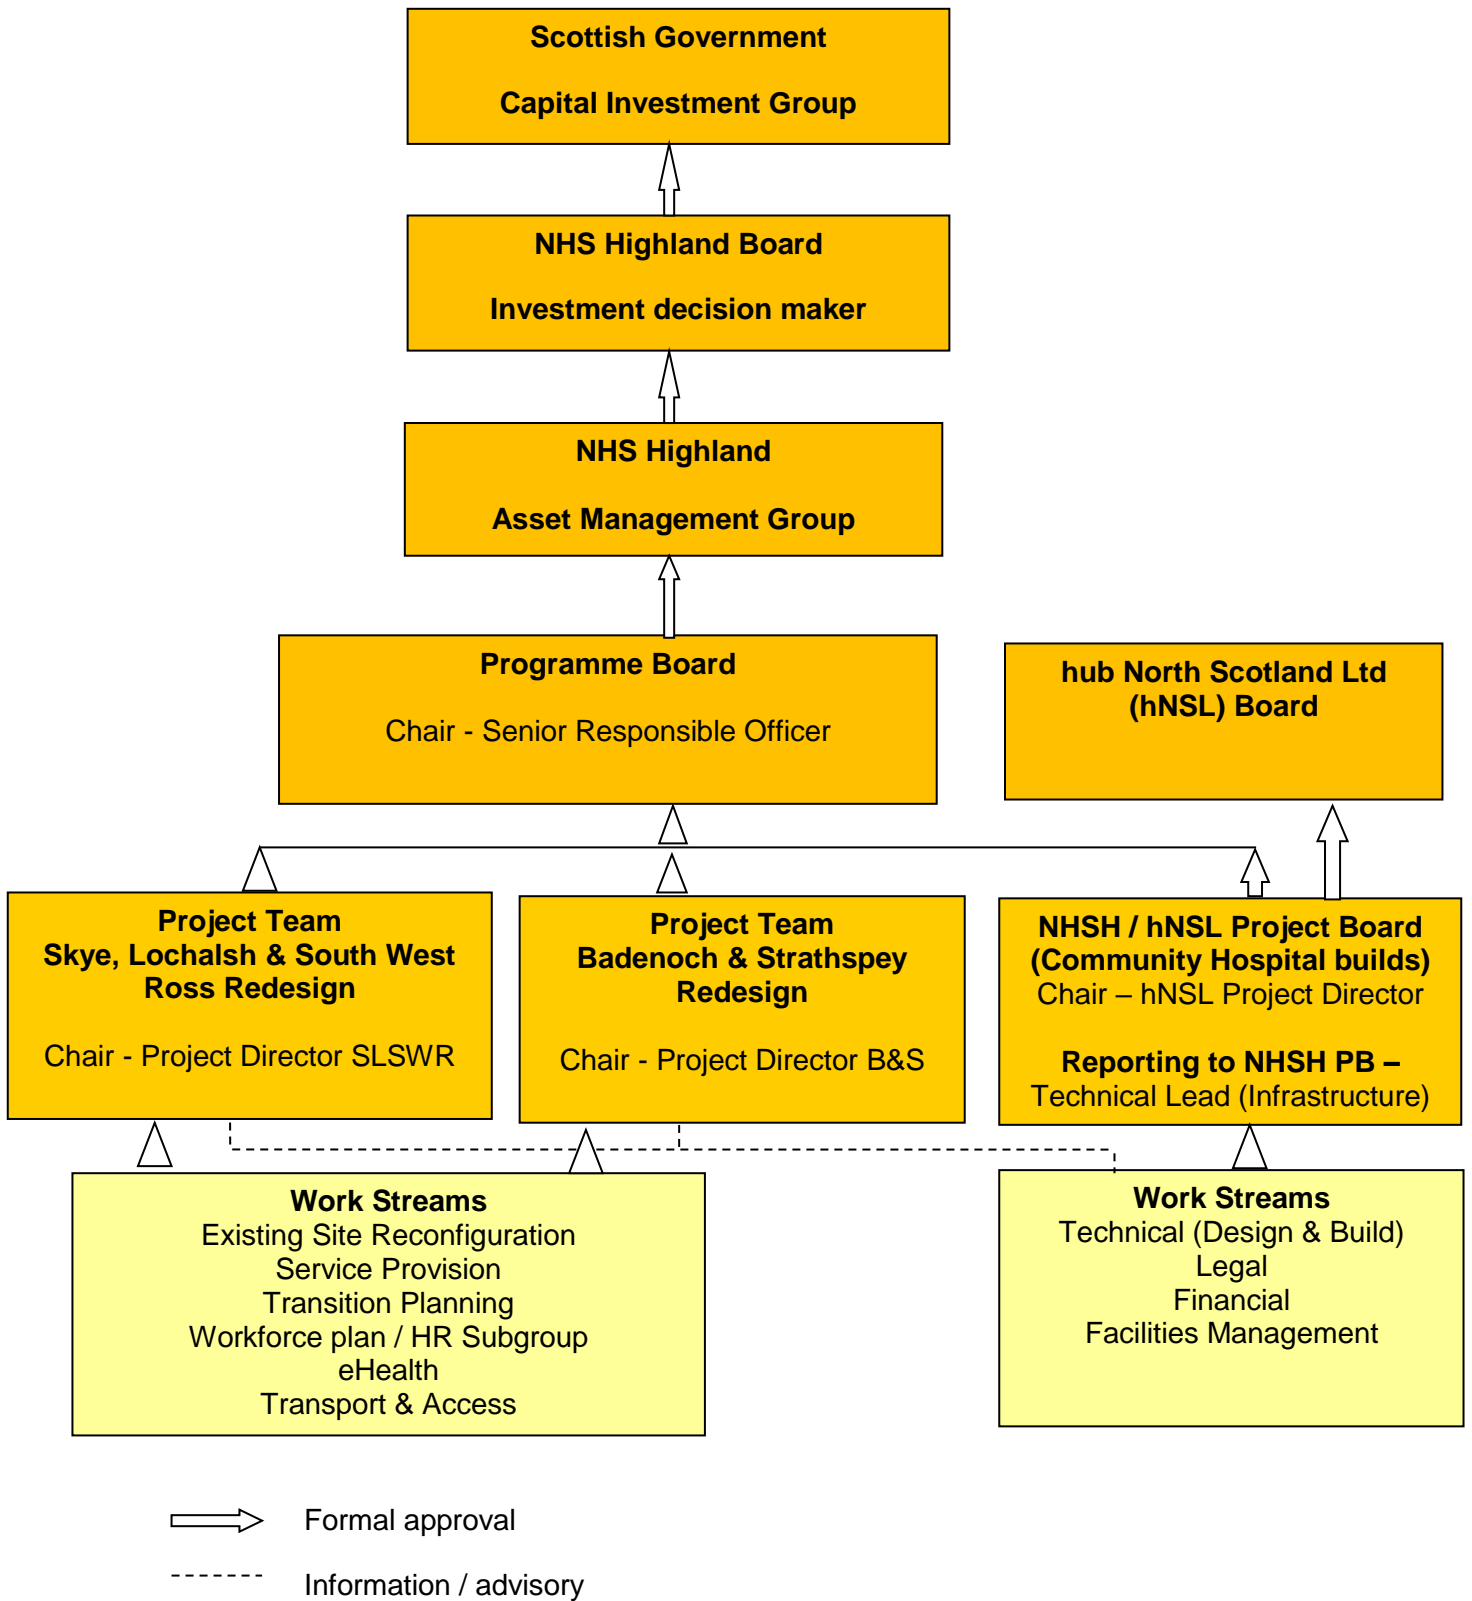 Scottish Government
Capital Investment Group
NHS Highland Board
Investment decision maker
NHS Highland
Asset Management Group
Programme Board
Chair - Senior Responsible Officer
hub North Scotland Ltd
(hNSL) Board
Project Team
Skye, Lochalsh & South West
Ross Redesign
Chair - Project Director SLSWR
Project Team
Badenoch & Strathspey
Redesign
Chair - Project Director B&S
NHSH / hNSL Project Board
(Community Hospital builds)
Chair – hNSL Project Director
Reporting to NHSH PB –
Technical Lead (Infrastructure)
Work Streams
Existing Site Reconfiguration
Service Provision
Transition Planning
Workforce plan / HR Subgroup
eHealth
Transport & Access
Work Streams
Technical (Design & Build)
Legal
Financial
Facilities Management
Formal approval
Information / advisory